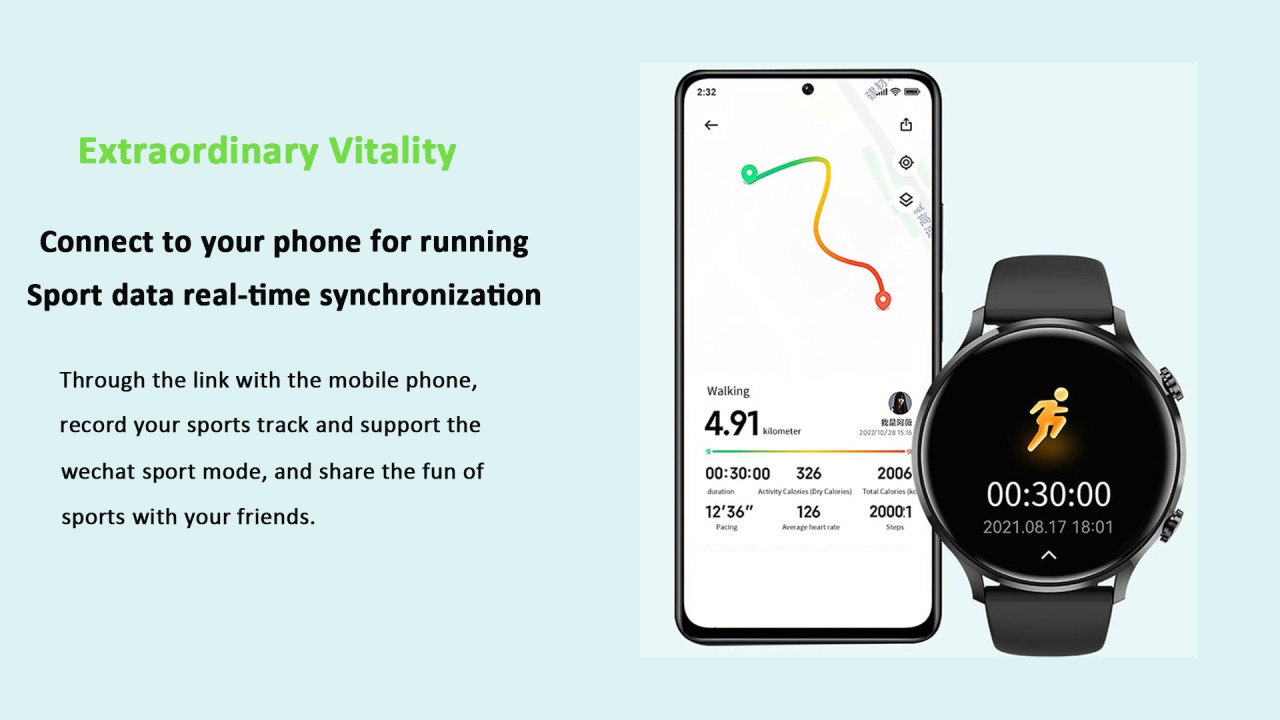 Extraordinary Vitality
Connect to your phone for running
Sport data real-time synchronization
Through the link with the mobile phone,
record your sports track and support the
wechat sport mode, and share the fun of
sports with your friends.
2:32
Walking
4.91 kilometer
我是阿薇
2022/10/28 15:16
00:30:00 326 2006
duration Activity Calories (Dry Calories) Total Calories
12’36” 126 2000
Pacing Average heart rate Steps
00:30:00
2021.08.17 18:01